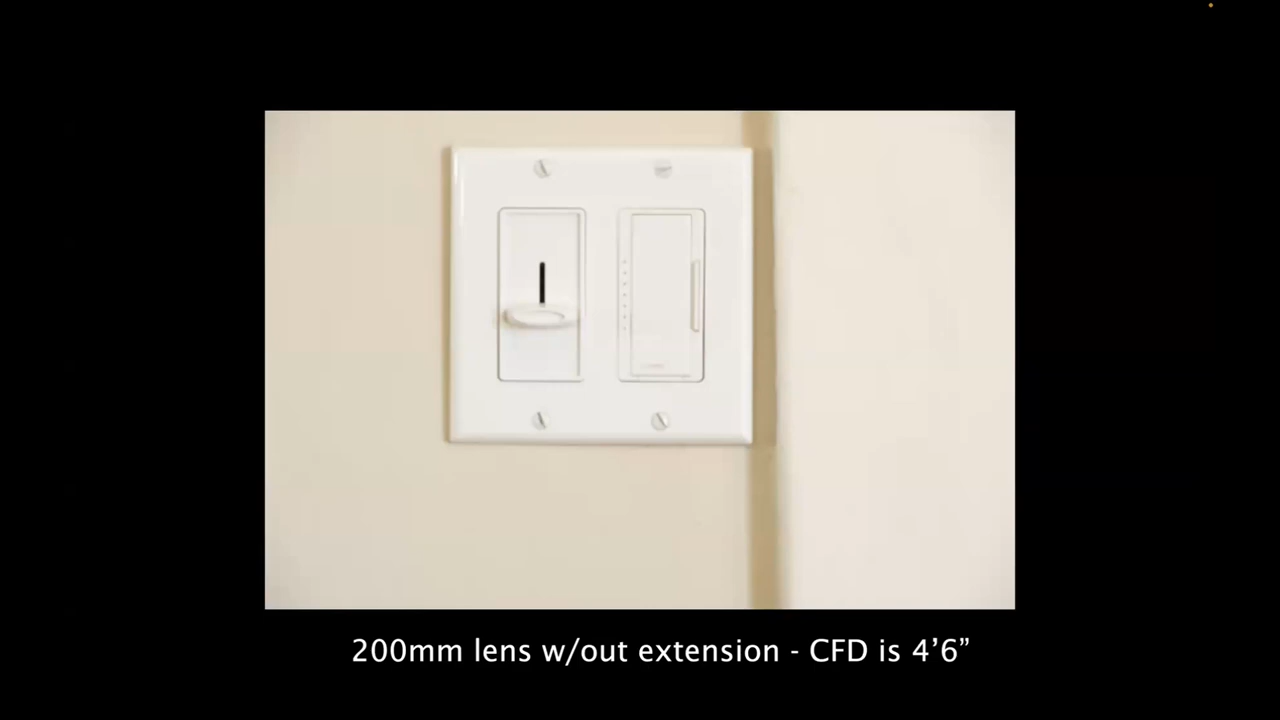 200mm lens w/out extension - CFD is 4’6”